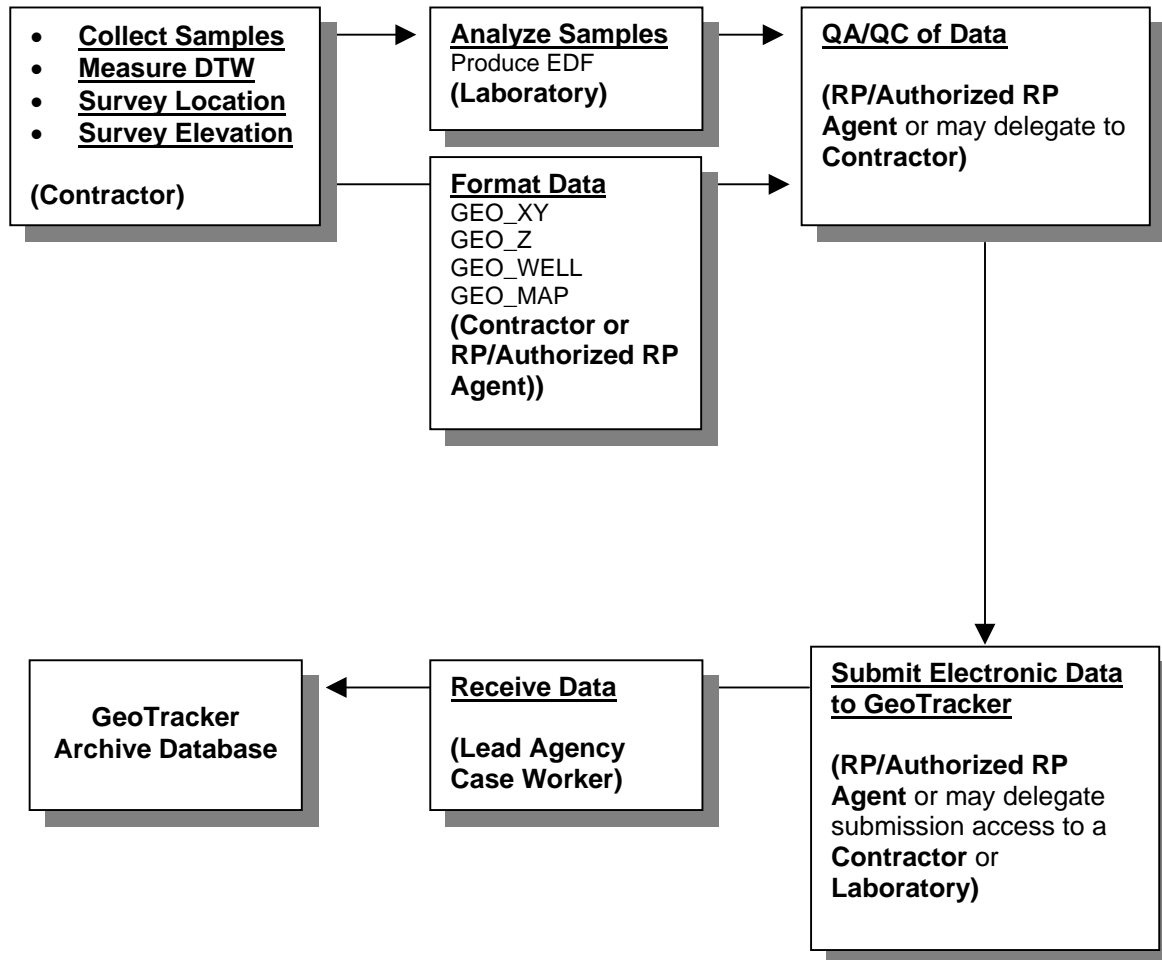 • Collect Samples
• Measure DTW
• Survey Location
• Survey Elevation
(Contractor)
Analyze Samples
Produce EDF
(Laboratory)
Format Data
GEO_XY
GEO_Z
GEO_WELL
GEO_MAP
(Contractor or
RP/Authorized RP
Agent))
QA/QC of Data
(RP/Authorized RP
Agent or may delegate to
Contractor)
Submit Electronic Data
to GeoTracker
(RP/Authorized RP
Agent or may delegate
submission access to a
Contractor or
Laboratory)
Receive Data
(Lead Agency
Case Worker)
GeoTracker
Archive Database